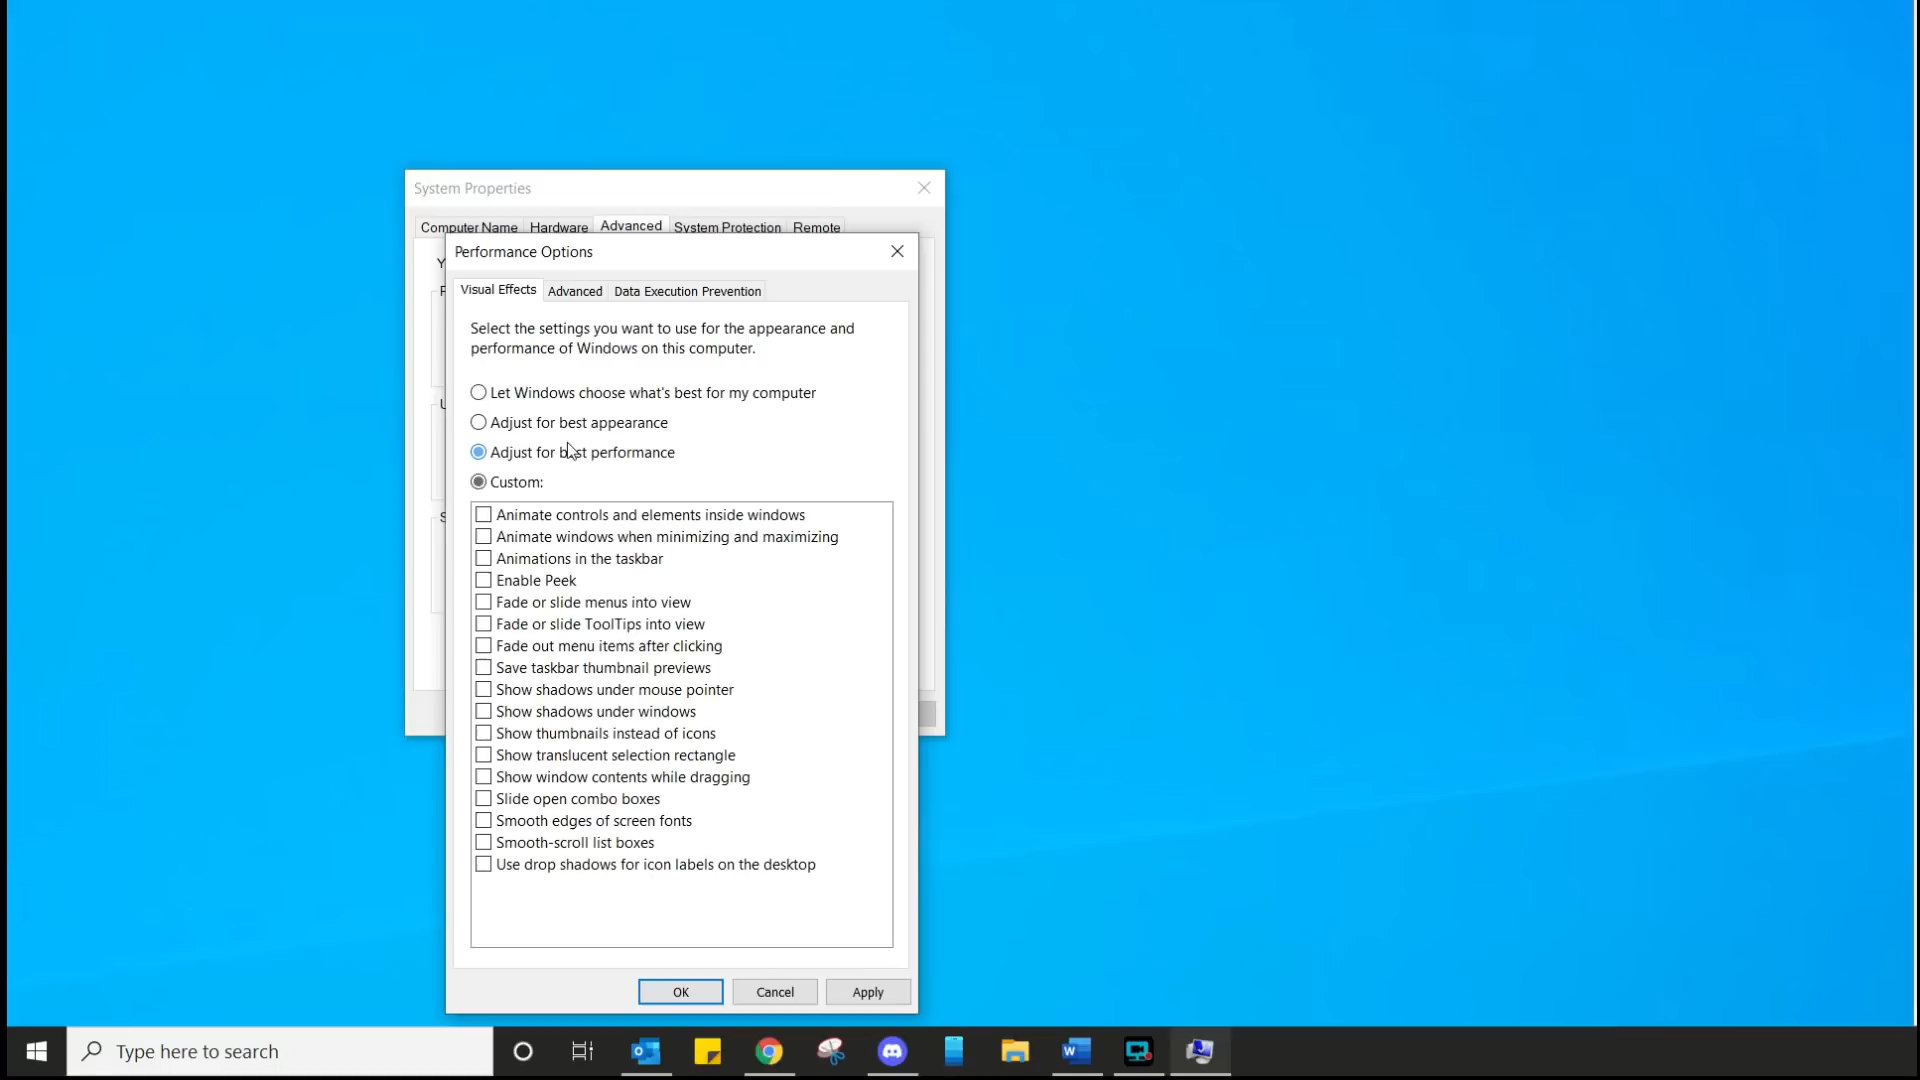 System Properties
Computer Name Hardware Advanced System Protection Remote
Performance Options
Visual Effects Advanced Data Execution Prevention
Select the settings you want to use for the appearance and
performance of Windows on this computer.
Let Windows choose what's best for my computer
Adjust for best appearance
Adjust for best performance
Custom:
Animate controls and elements inside windows
Animate windows when minimizing and maximizing
Animations in the taskbar
Enable Peek
Fade or slide menus into view
Fade or slide ToolTips into view
Fade out menu items after clicking
Save taskbar thumbnail previews
Show shadows under mouse pointer
Show shadows under windows
Show thumbnails instead of icons
Show translucent selection rectangle
Show window contents while dragging
Slide open combo boxes
Smooth edges of screen fonts
Smooth-scroll list boxes
Use drop shadows for icon labels on the desktop
OK Cancel Apply
Type here to search